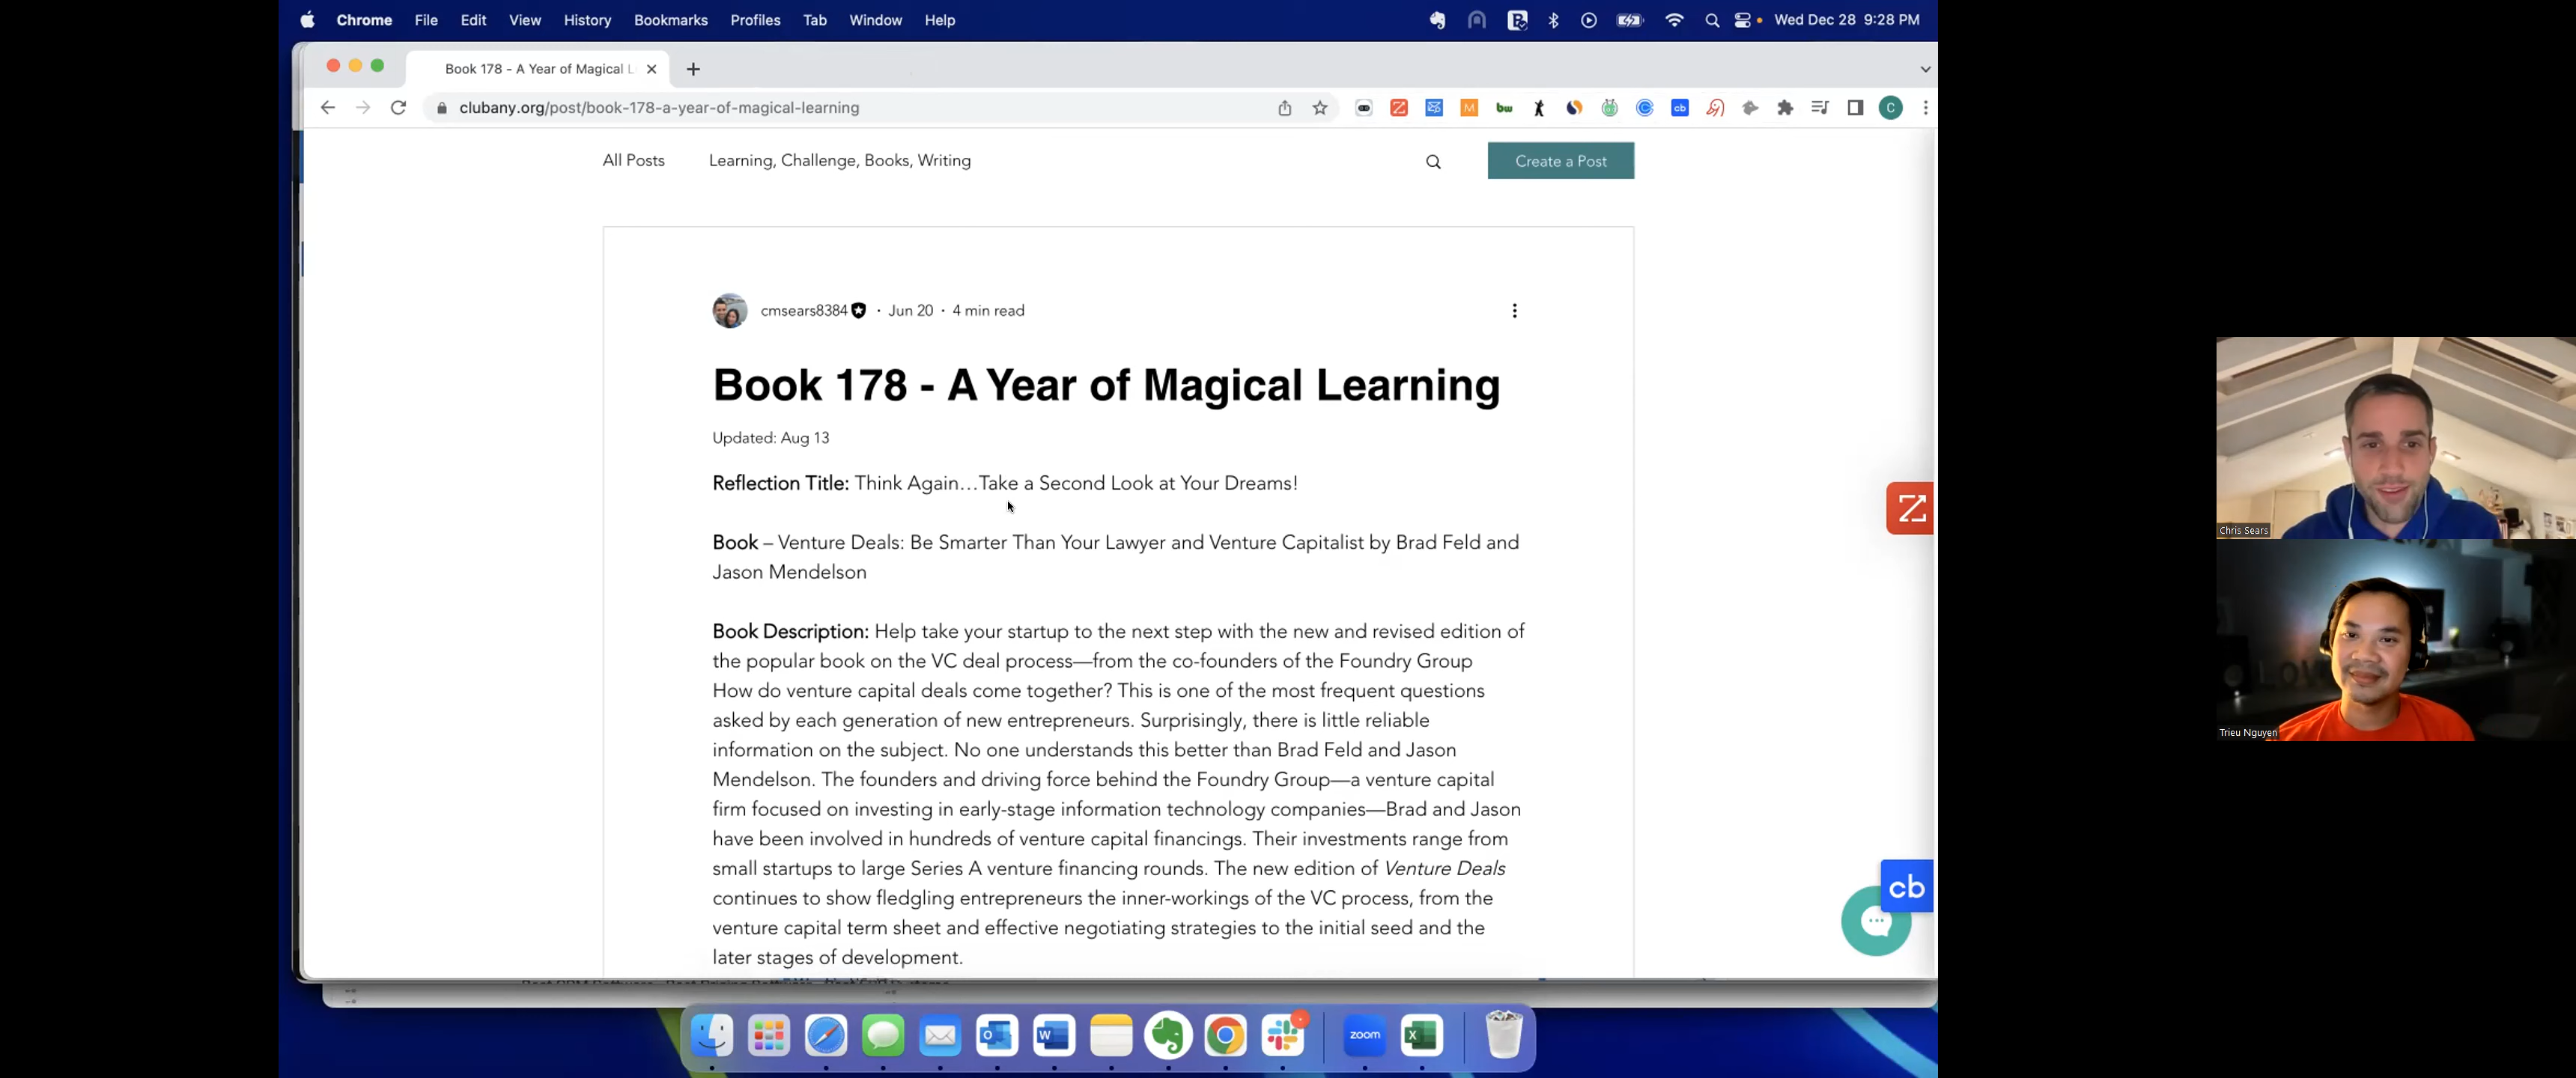 Chrome File Edit View History Bookmarks Profiles Tab Window Help
Wed Dec 28 9:28 PM
Book 178 - A Year of Magical L
clubany.org/post/book-178-a-year-of-magical-learning
M
bw
cb
C
All Posts
Learning, Challenge, Books, Writing
Create a Post
cmsears8384 · Jun 20 · 4 min read
Book 178 - A Year of Magical Learning
Updated: Aug 13
Reflection Title: Think Again…Take a Second Look at Your Dreams!
Book – Venture Deals: Be Smarter Than Your Lawyer and Venture Capitalist by Brad Feld and
Jason Mendelson
Book Description: Help take your startup to the next step with the new and revised edition of
the popular book on the VC deal process—from the co-founders of the Foundry Group
How do venture capital deals come together? This is one of the most frequent questions
asked by each generation of new entrepreneurs. Surprisingly, there is little reliable
information on the subject. No one understands this better than Brad Feld and Jason
Mendelson. The founders and driving force behind the Foundry Group—a venture capital
firm focused on investing in early-stage information technology companies—Brad and Jason
have been involved in hundreds of venture capital financings. Their investments range from
small startups to large Series A venture financing rounds. The new edition of Venture Deals
continues to show fledgling entrepreneurs the inner-workings of the VC process, from the
venture capital term sheet and effective negotiating strategies to the initial seed and the
later stages of development.
cb
zoom
Chris Sears
Trieu Nguyen